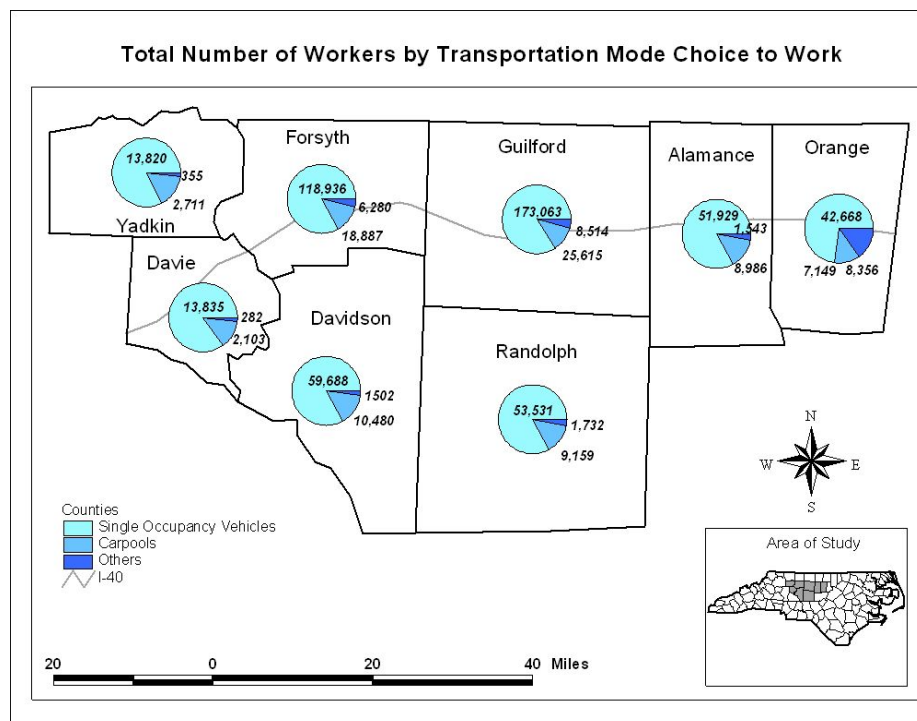 Total Number of Workers by Transportation Mode Choice to Work
Forsyth
Guilford
Alamance
Orange
13,820
355
2,711
Yadkin
118,936
6,280
18,887
173,063
8,514
25,615
51,929
1,543
8,986
42,668
7,149
8,356
Davie
13,835
282
2,103
Davidson
59,688
1502
10,480
Randolph
53,531
1,732
9,159
N
W
E
S
Counties
Single Occupancy Vehicles
Carpools
Others
I-40
Area of Study
20 0 20 40 Miles